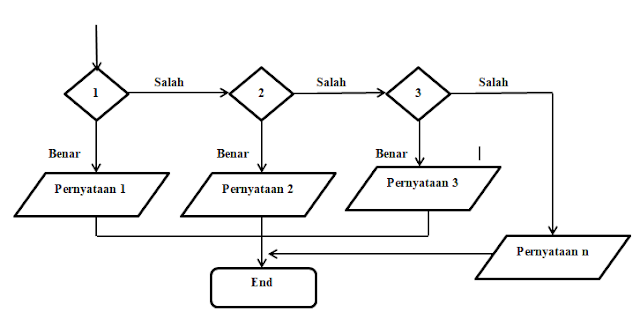 Salah
Salah
Salah
1
2
3
Benar
Benar
Benar
Pernyataan 1
Pernyataan 2
Pernyataan 3
Pernyataan n
End